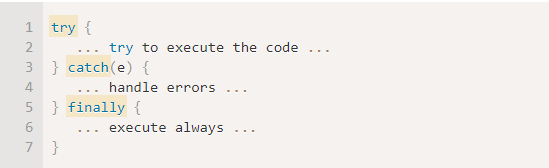 1 try {
2    ... try to execute the code ...
3 } catch(e) {
4    ... handle errors ...
5 } finally {
6    ... execute always ...
7 }